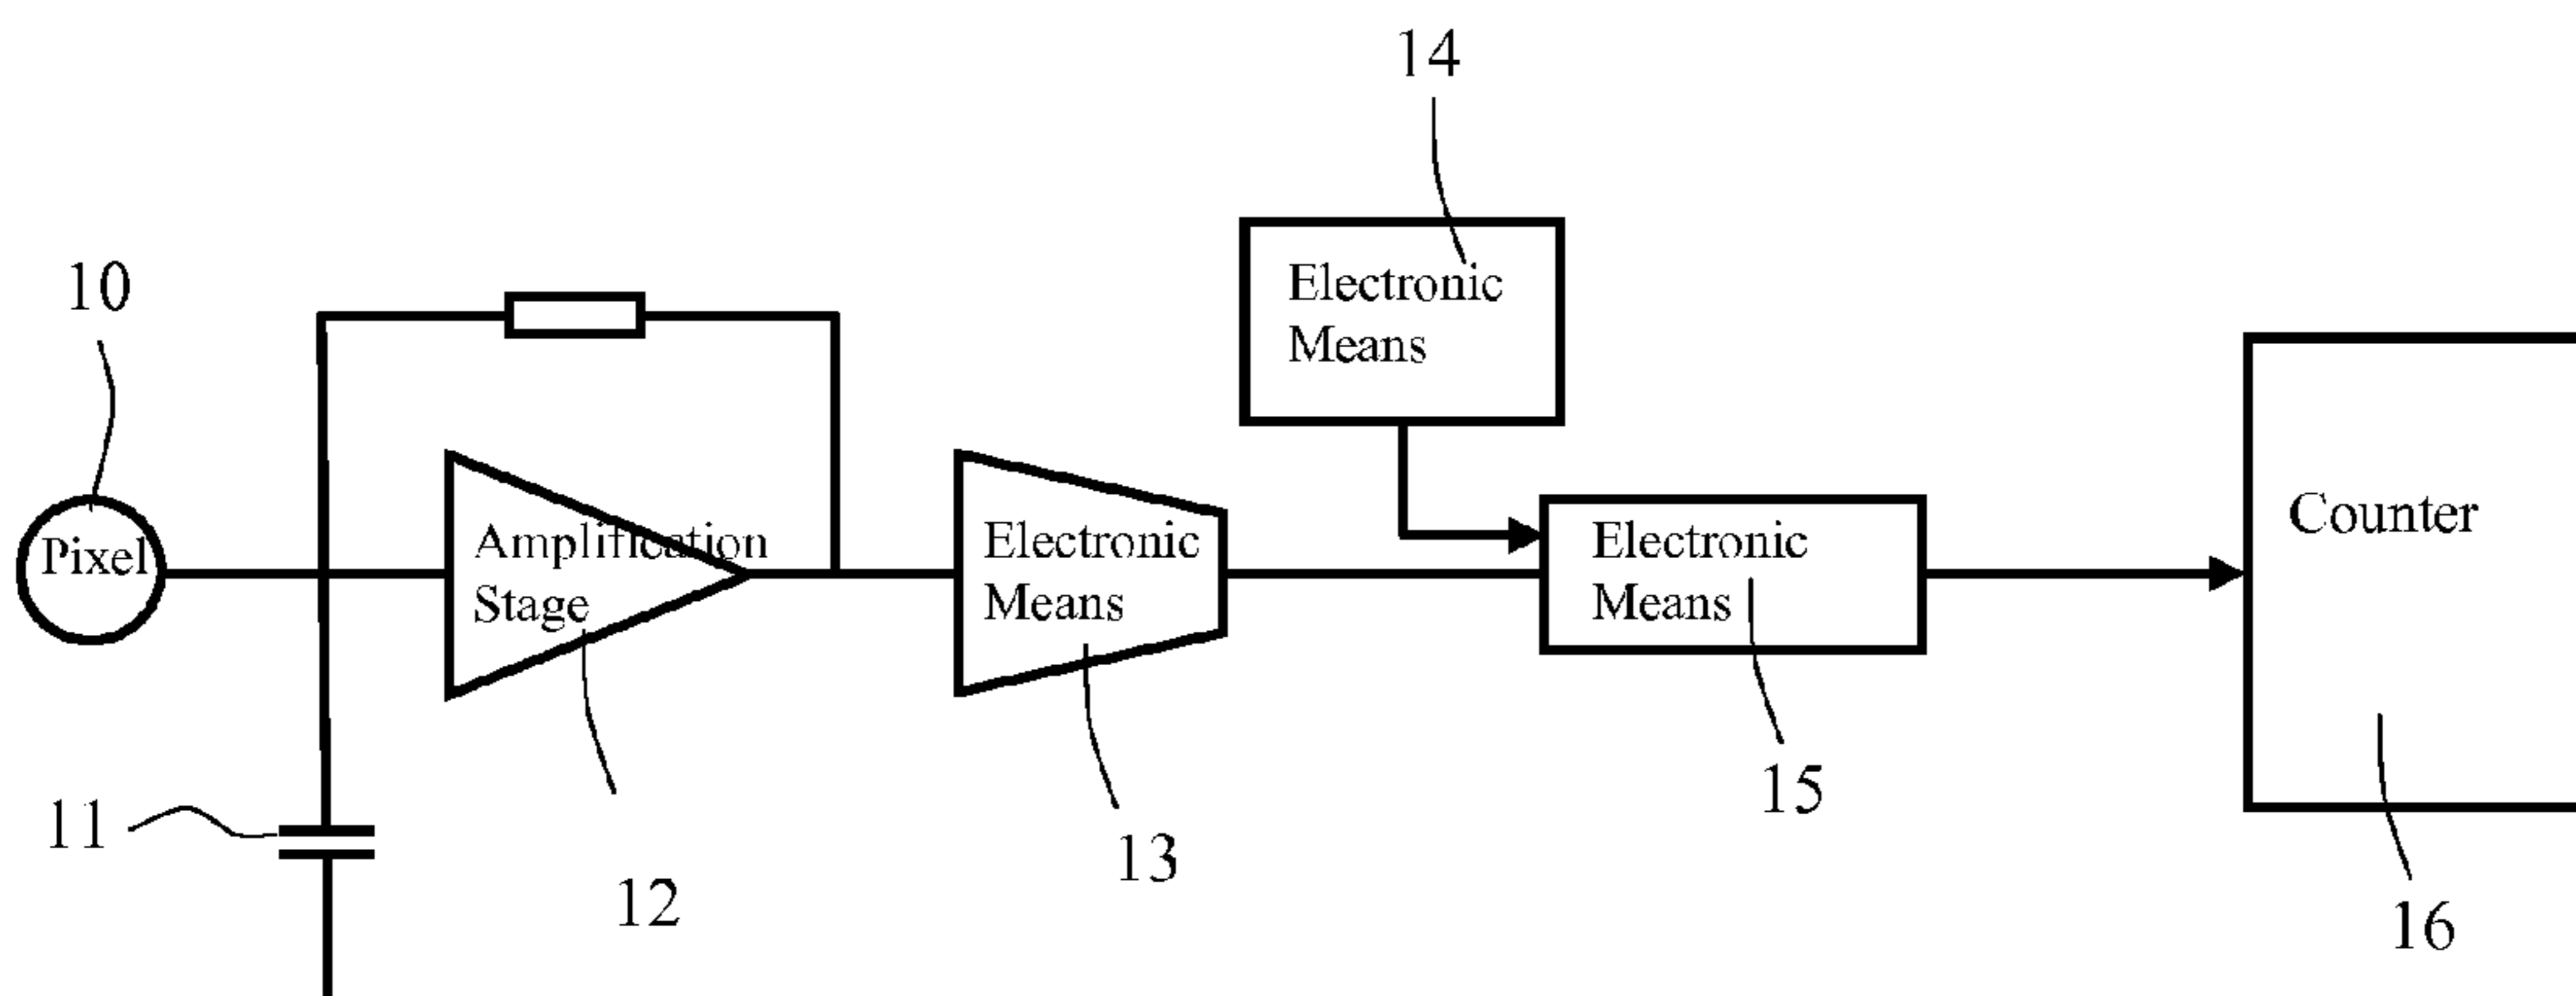 14
10
Electronic
Means
Pixel
Amplification
Stage
Electronic
Means
Electronic
Means
Counter
11
12
13
15
16